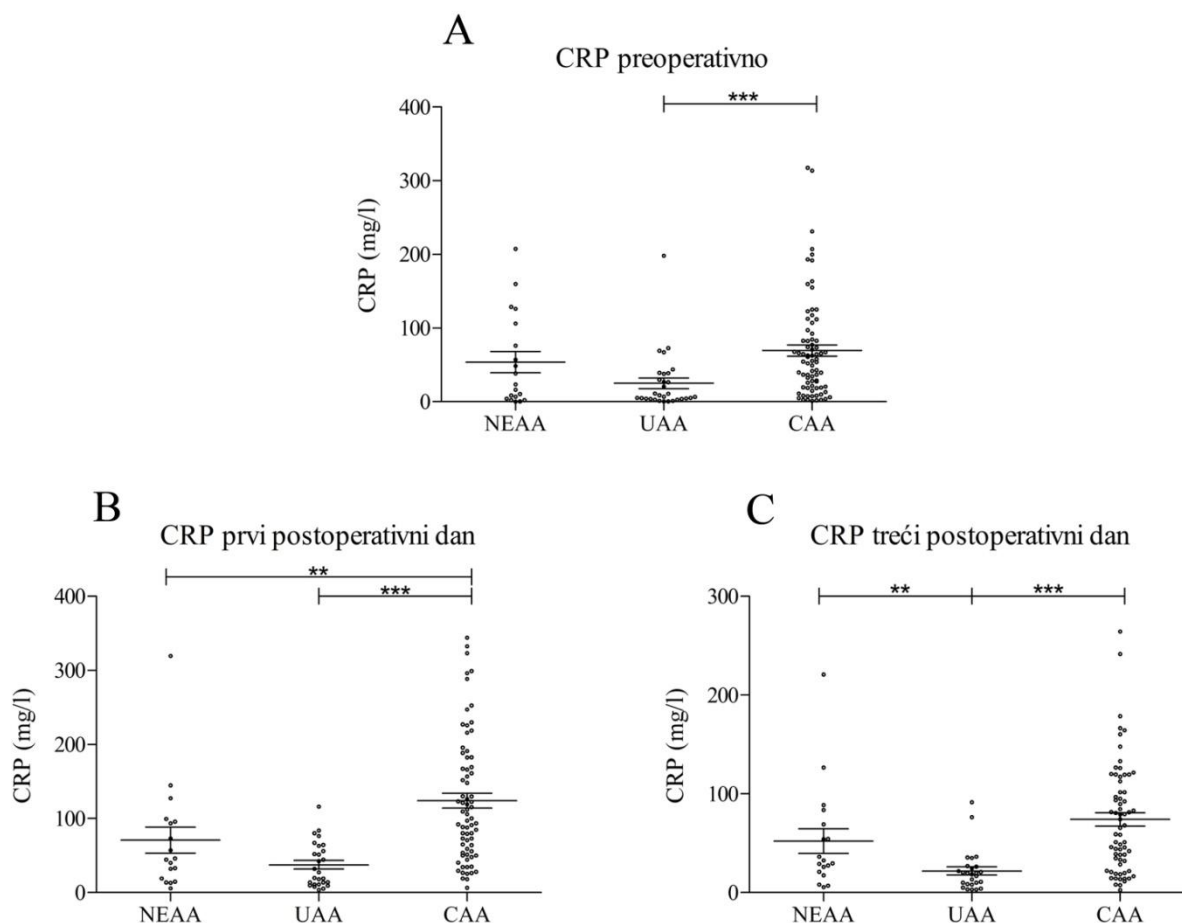 A
CRP preoperativno
***
400
300
200
100
0
CRP (mg/l)
NEAA UAA CAA
B
CRP prvi postoperativni dan
**
***
400
300
200
100
0
CRP (mg/l)
NEAA UAA CAA
C
CRP treći postoperativni dan
** ***
300
200
100
0
CRP (mg/l)
NEAA UAA CAA